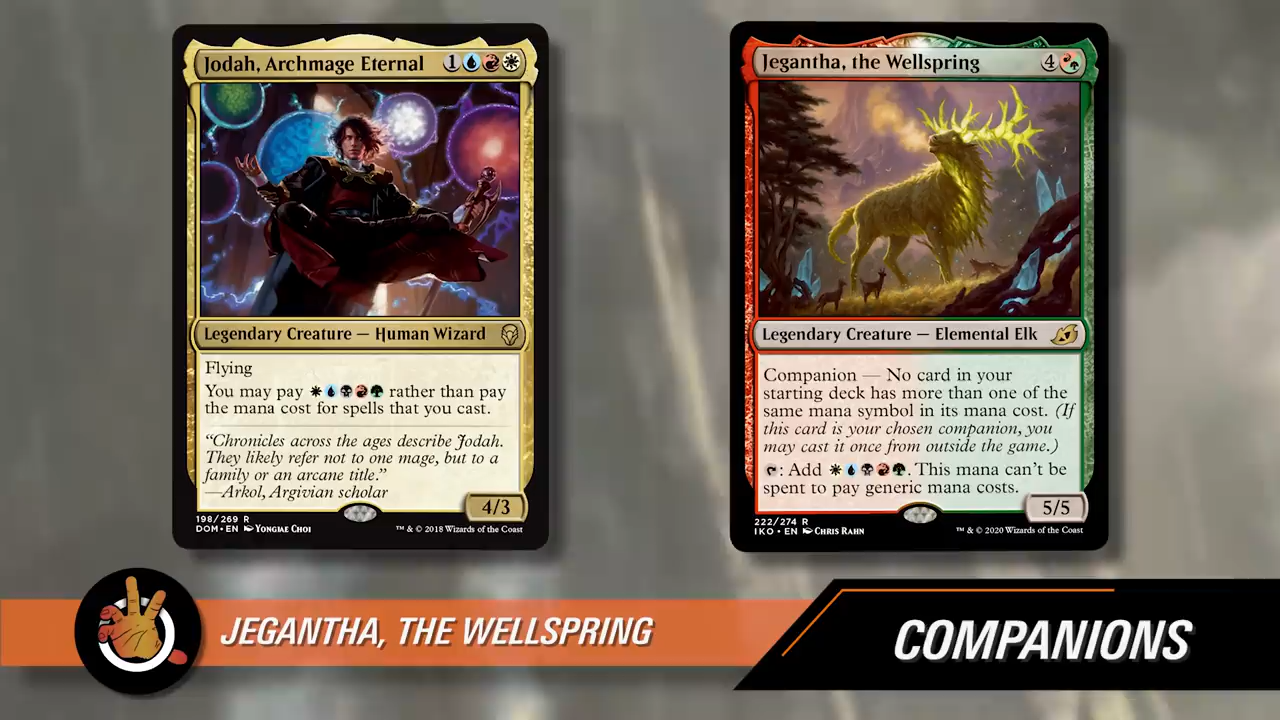 Jodah, Archmage Eternal 1
Legendary Creature — Human Wizard
Flying
You may pay rather than pay
the mana cost for spells that you cast.
“Chronicles across the ages describe Jodah.
They likely refer not to one mage, but to a
family or an arcane title.”
—Arkol, Argivian scholar
4/3
198/269 R
DOM • EN Yongjae Choi
™ & © 2018 Wizards of the Coast
Jegantha, the Wellspring 4
Legendary Creature — Elemental Elk
Companion — No card in your
starting deck has more than one of the
same mana symbol in its mana cost. (If
this card is your chosen companion, you
may cast it once from outside the game.)
: Add . This mana can’t be
spent to pay generic mana costs.
5/5
222/274 R
IKO • EN Chris Rahn
™ & © 2020 Wizards of the Coast
JEGANTHA, THE WELLSPRING
COMPANIONS